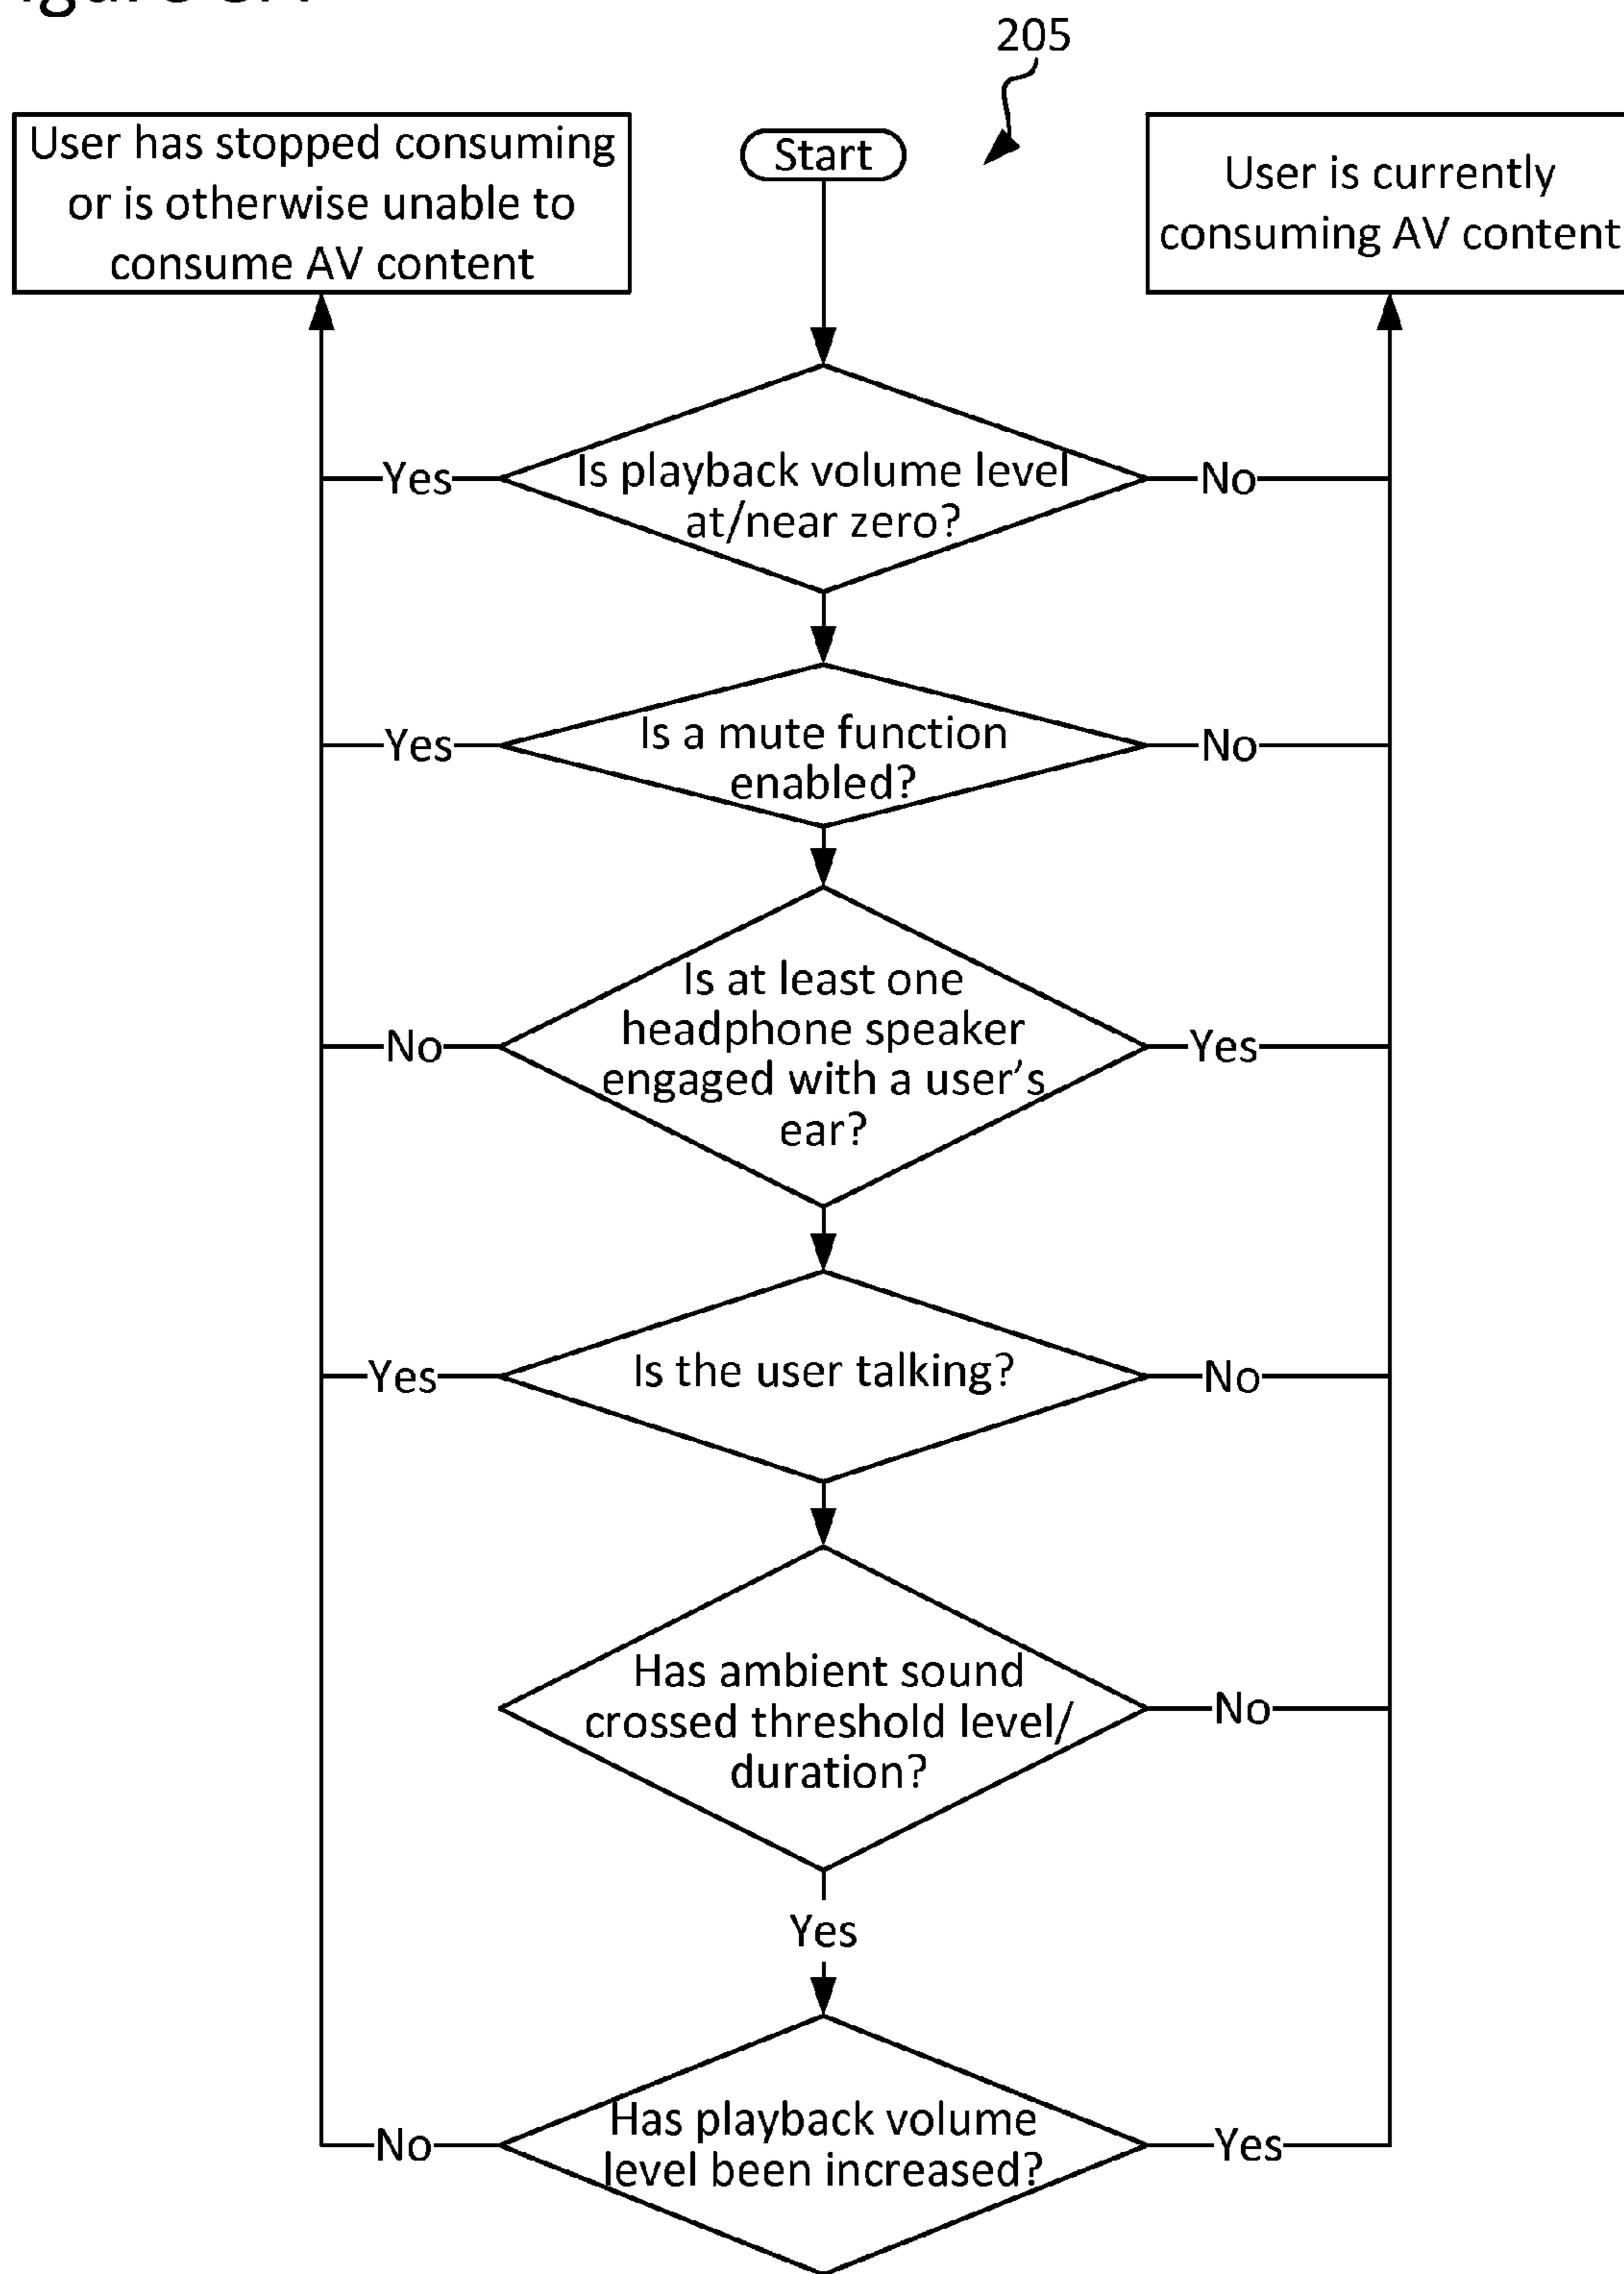 205
User has stopped consuming
or is otherwise unable to
consume AV content
Start
User is currently
consuming AV content
Yes
Is playback volume level
at/near zero?
No
Yes
Is a mute function
enabled?
No
No
Is at least one
headphone speaker
engaged with a user's
ear?
Yes
Yes
Is the user talking?
No
Has ambient sound
crossed threshold level/
duration?
No
Yes
No
Has playback volume
level been increased?
Yes